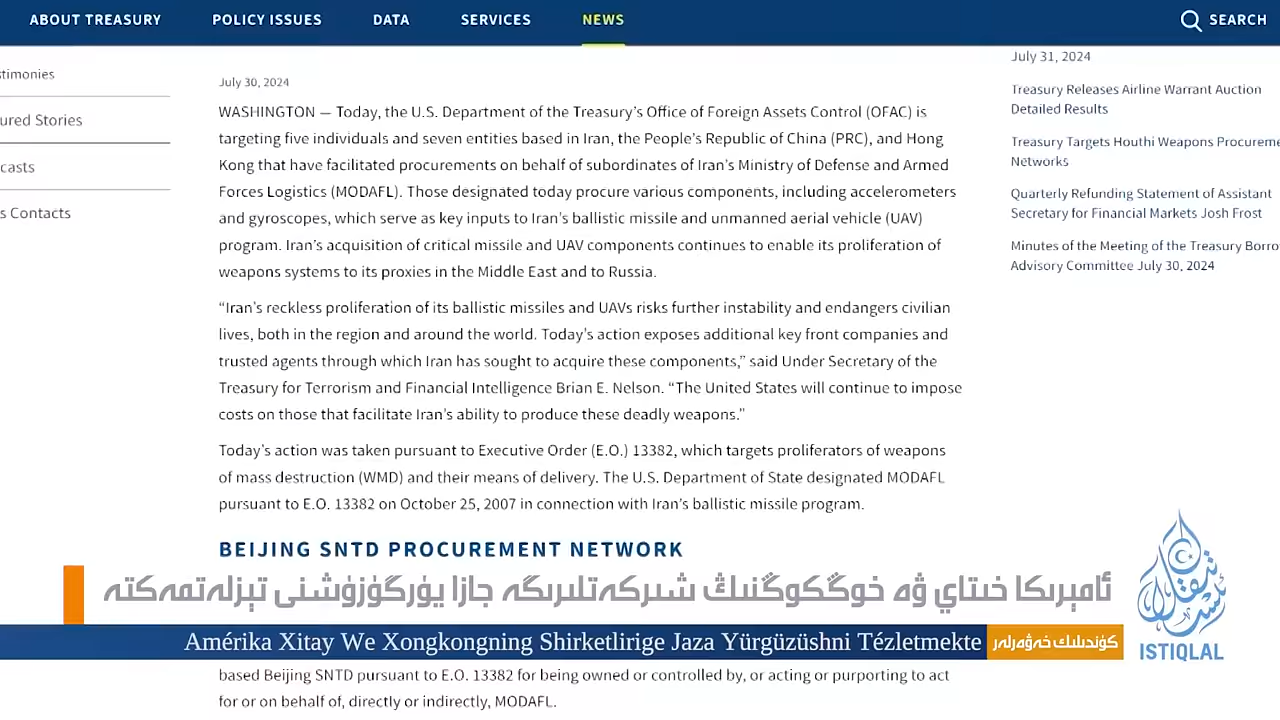 ABOUT TREASURY POLICY ISSUES DATA SERVICES NEWS SEARCH
stimonies
ured Stories
casts
s Contacts
July 30, 2024
WASHINGTON — Today, the U.S. Department of the Treasury’s Office of Foreign Assets Control (OFAC) is
targeting five individuals and seven entities based in Iran, the People’s Republic of China (PRC), and Hong
Kong that have facilitated procurements on behalf of subordinates of Iran’s Ministry of Defense and Armed
Forces Logistics (MODAFL). Those designated today procure various components, including accelerometers
and gyroscopes, which serve as key inputs to Iran’s ballistic missile and unmanned aerial vehicle (UAV)
program. Iran’s acquisition of critical missile and UAV components continues to enable its proliferation of
weapons systems to its proxies in the Middle East and to Russia.
“Iran’s reckless proliferation of its ballistic missiles and UAVs risks further instability and endangers civilian
lives, both in the region and around the world. Today’s action exposes additional key front companies and
trusted agents through which Iran has sought to acquire these components,” said Under Secretary of the
Treasury for Terrorism and Financial Intelligence Brian E. Nelson. “The United States will continue to impose
costs on those that facilitate Iran’s ability to produce these deadly weapons.”
Today’s action was taken pursuant to Executive Order (E.O.) 13382, which targets proliferators of weapons
of mass destruction (WMD) and their means of delivery. The U.S. Department of State designated MODAFL
pursuant to E.O. 13382 on October 25, 2007 in connection with Iran’s ballistic missile program.
BEIJING SNTD PROCUREMENT NETWORK
ئامېرىكا خىتاي ۋە خوڭكوڭنىڭ شىركەتلىرىگە جازا يۈرگۈزۈشنى تېزلەتمەكتە
Amérika Xitay We Xongkongning Shirketlirige Jaza Yürgüzüshni Tézletmekte
كۈندىلىك خەۋەرلەر
based Beijing SNTD pursuant to E.O. 13382 for being owned or controlled by, or acting or purporting to act
for or on behalf of, directly or indirectly, MODAFL.
July 31, 2024
Treasury Releases Airline Warrant Auction
Detailed Results
Treasury Targets Houthi Weapons Procureme
Networks
Quarterly Refunding Statement of Assistant
Secretary for Financial Markets Josh Frost
Minutes of the Meeting of the Treasury Borro
Advisory Committee July 30, 2024
ISTIQLAL